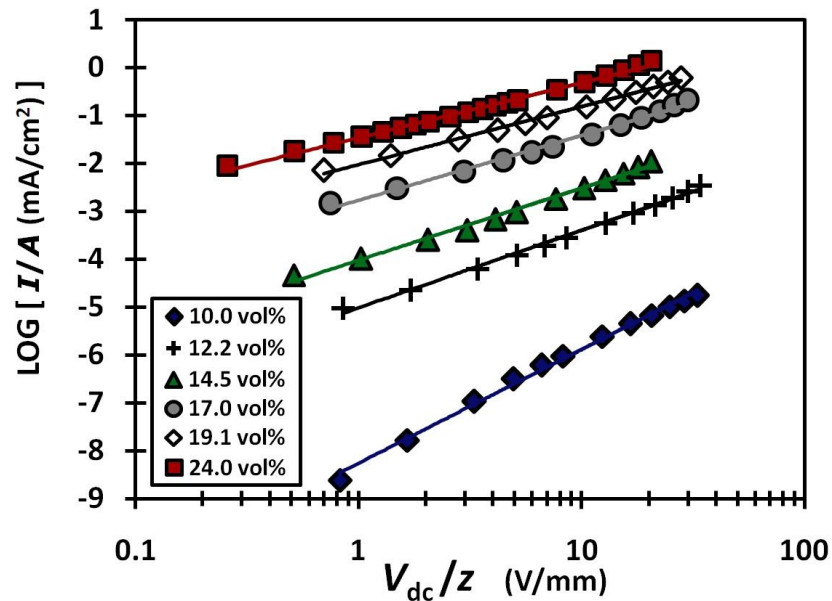 LOG [ I/A (mA/cm²) ]
1
0
-1
-2
-3
-4
-5
-6
-7
-8
-9
10.0 vol%
12.2 vol%
14.5 vol%
17.0 vol%
19.1 vol%
24.0 vol%
0.1 1 10 100
Vdc/z (V/mm)